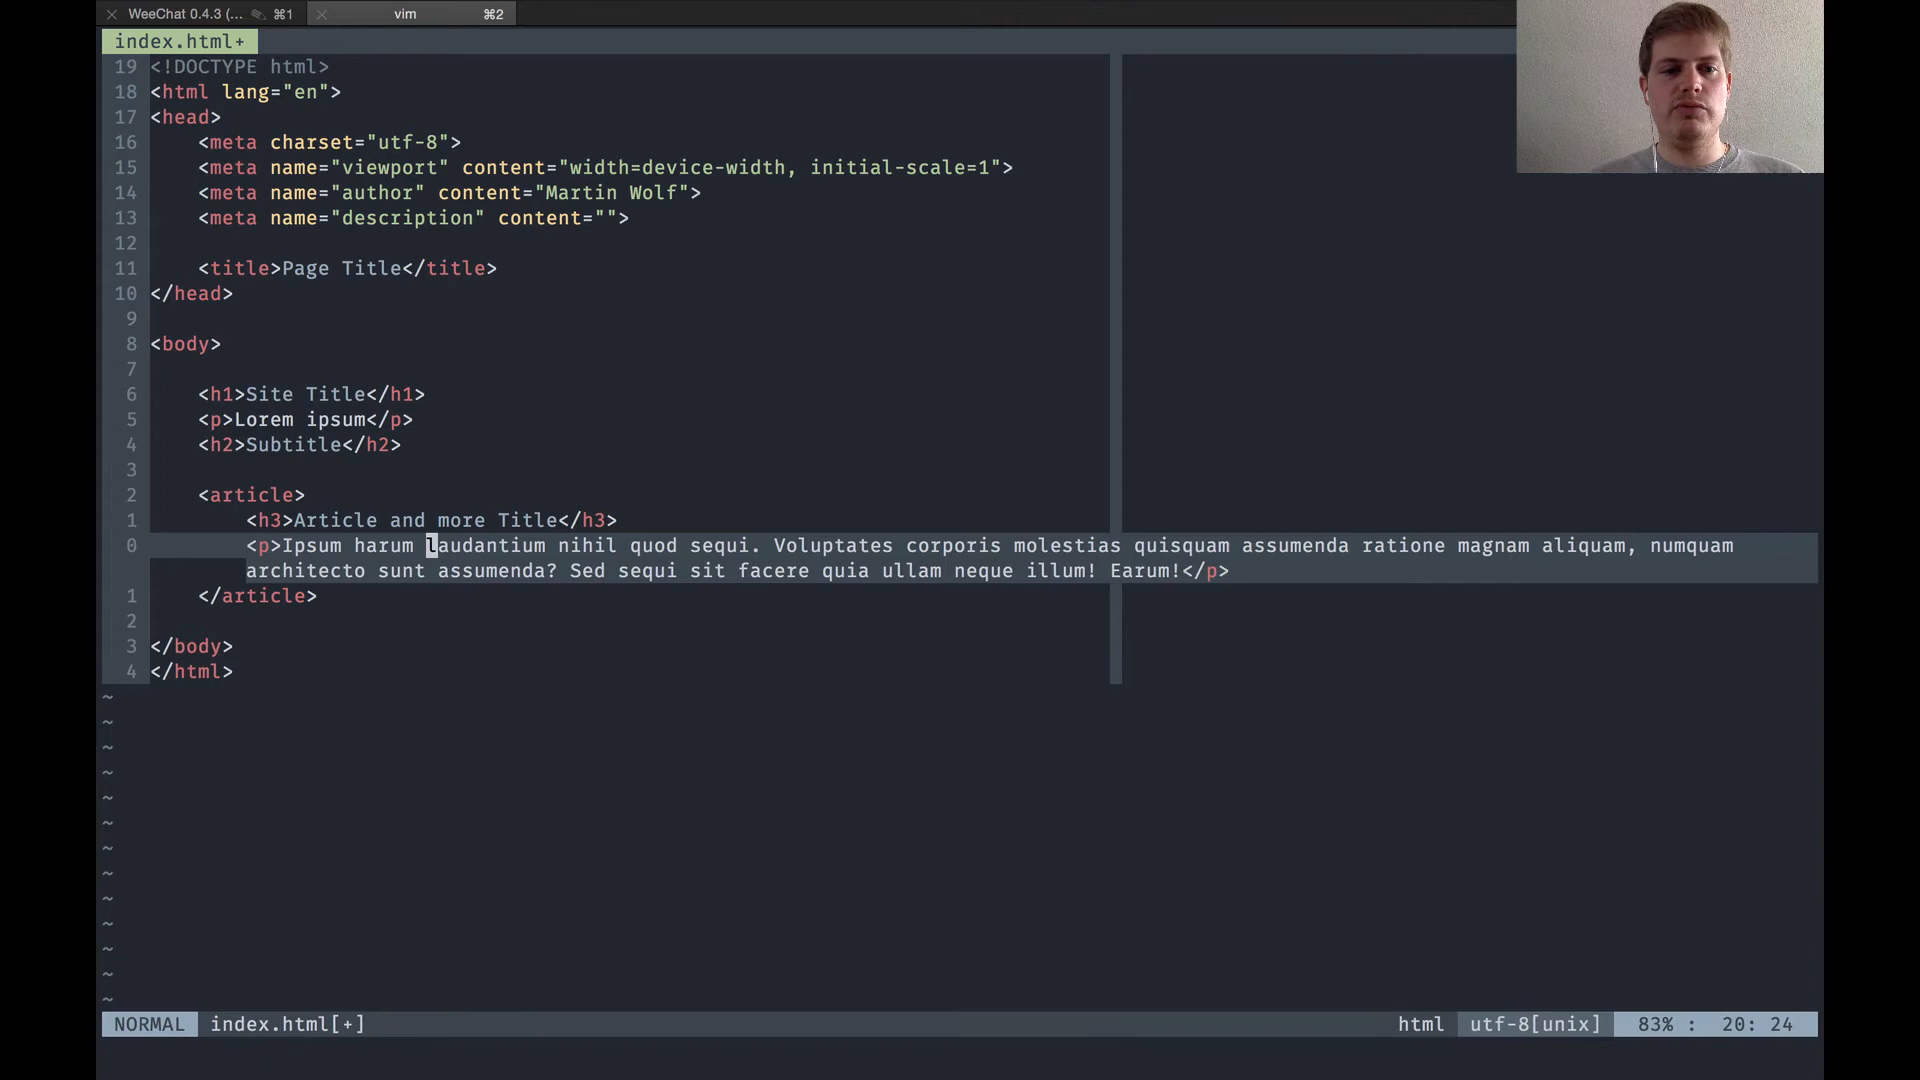 WeeChat 0.4.3 (... ⌘1 vim ⌘2
index.html+
19 <!DOCTYPE html>
18 <html lang="en">
17 <head>
16 <meta charset="utf-8">
15 <meta name="viewport" content="width=device-width, initial-scale=1">
14 <meta name="author" content="Martin Wolf">
13 <meta name="description" content="">
12
11 <title>Page Title</title>
10 </head>
9
8 <body>
7
6 <h1>Site Title</h1>
5 <p>Lorem ipsum</p>
4 <h2>Subtitle</h2>
3
2 <article>
1 <h3>Article and more Title</h3>
0 <p>Ipsum harum laudantium nihil quod sequi. Voluptates corporis molestias quisquam assumenda ratione magnam aliquam, numquam
architecto sunt assumenda? Sed sequi sit facere quia ullam neque illum! Earum!</p>
1 </article>
2
3 </body>
4 </html>
~
~
~
~
~
~
~
~
~
~
~
~
~
NORMAL index.html[+] html utf-8[unix] 83% : 20: 24